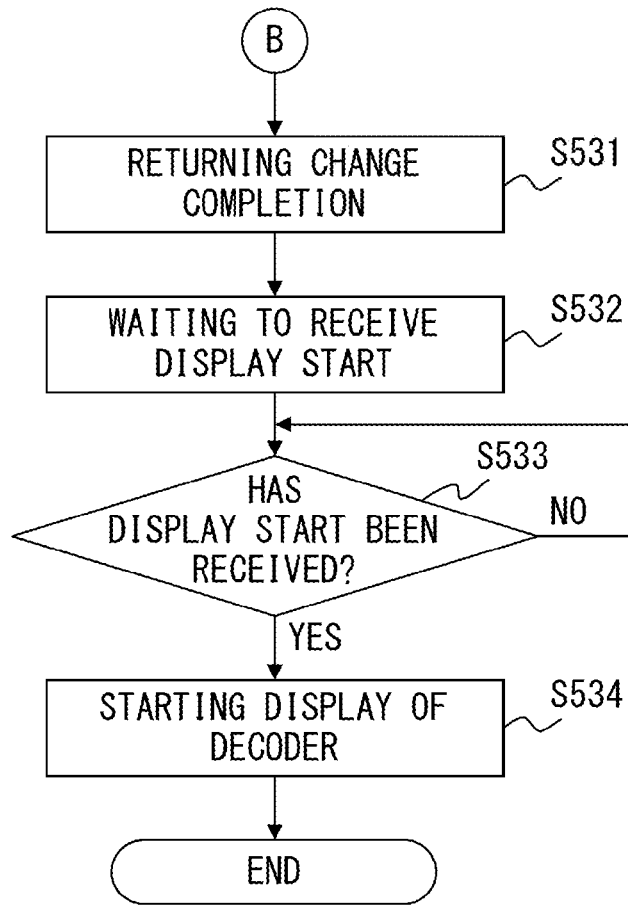 B
RETURNING CHANGE
COMPLETION
S531
WAITING TO RECEIVE
DISPLAY START
S532
HAS
DISPLAY START BEEN
RECEIVED?
S533
NO
YES
STARTING DISPLAY OF
DECODER
S534
END